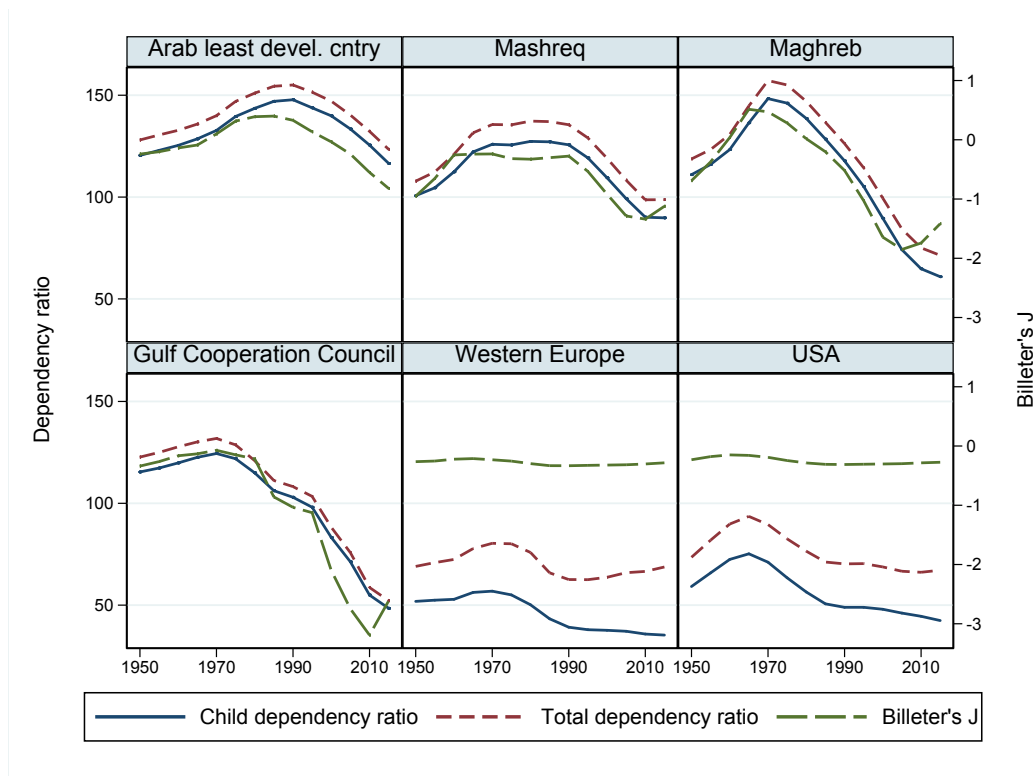 Arab least devel. cntry
Mashreq
Maghreb
150
100
50
1
0
-1
-2
-3
Gulf Cooperation Council
Western Europe
USA
150
100
50
1
0
-1
-2
-3
1950 1970 1990 2010
1950 1970 1990 2010
1950 1970 1990 2010
Dependency ratio
Billeter's J
Child dependency ratio
Total dependency ratio
Billeter's J